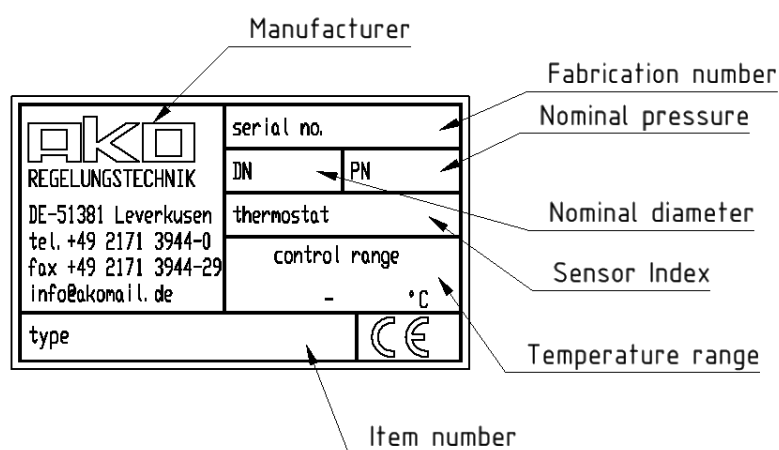 Manufacturer
Fabrication number
Nominal pressure
Nominal diameter
Sensor Index
Temperature range
Item number
AKO
REGELUNGSTECHNIK
DE-51381 Leverkusen
tel. +49 2171 3944-0
fax +49 2171 3944-29
info@akomail.de
serial no.
DN
PN
thermostat
control range
- °C
type
CE